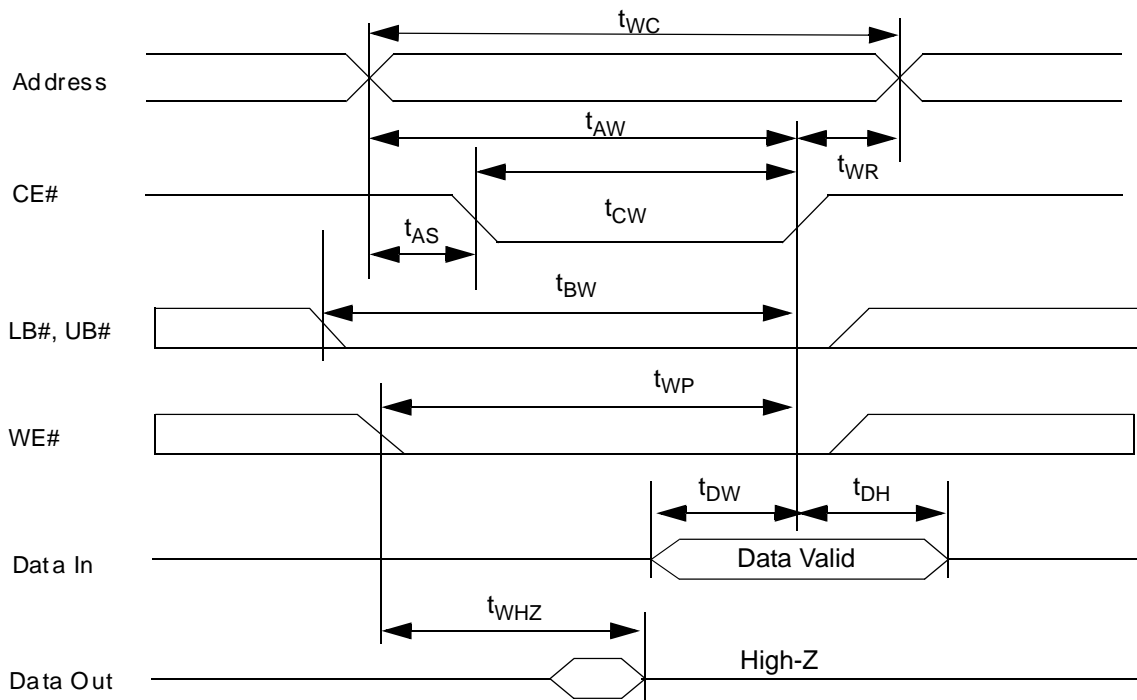 tWC
Address
tAW
tWR
CE#
tCW
tAS
tBW
LB#, UB#
tWP
WE#
tDW
tDH
Data In
Data Valid
tWHZ
High-Z
Data Out